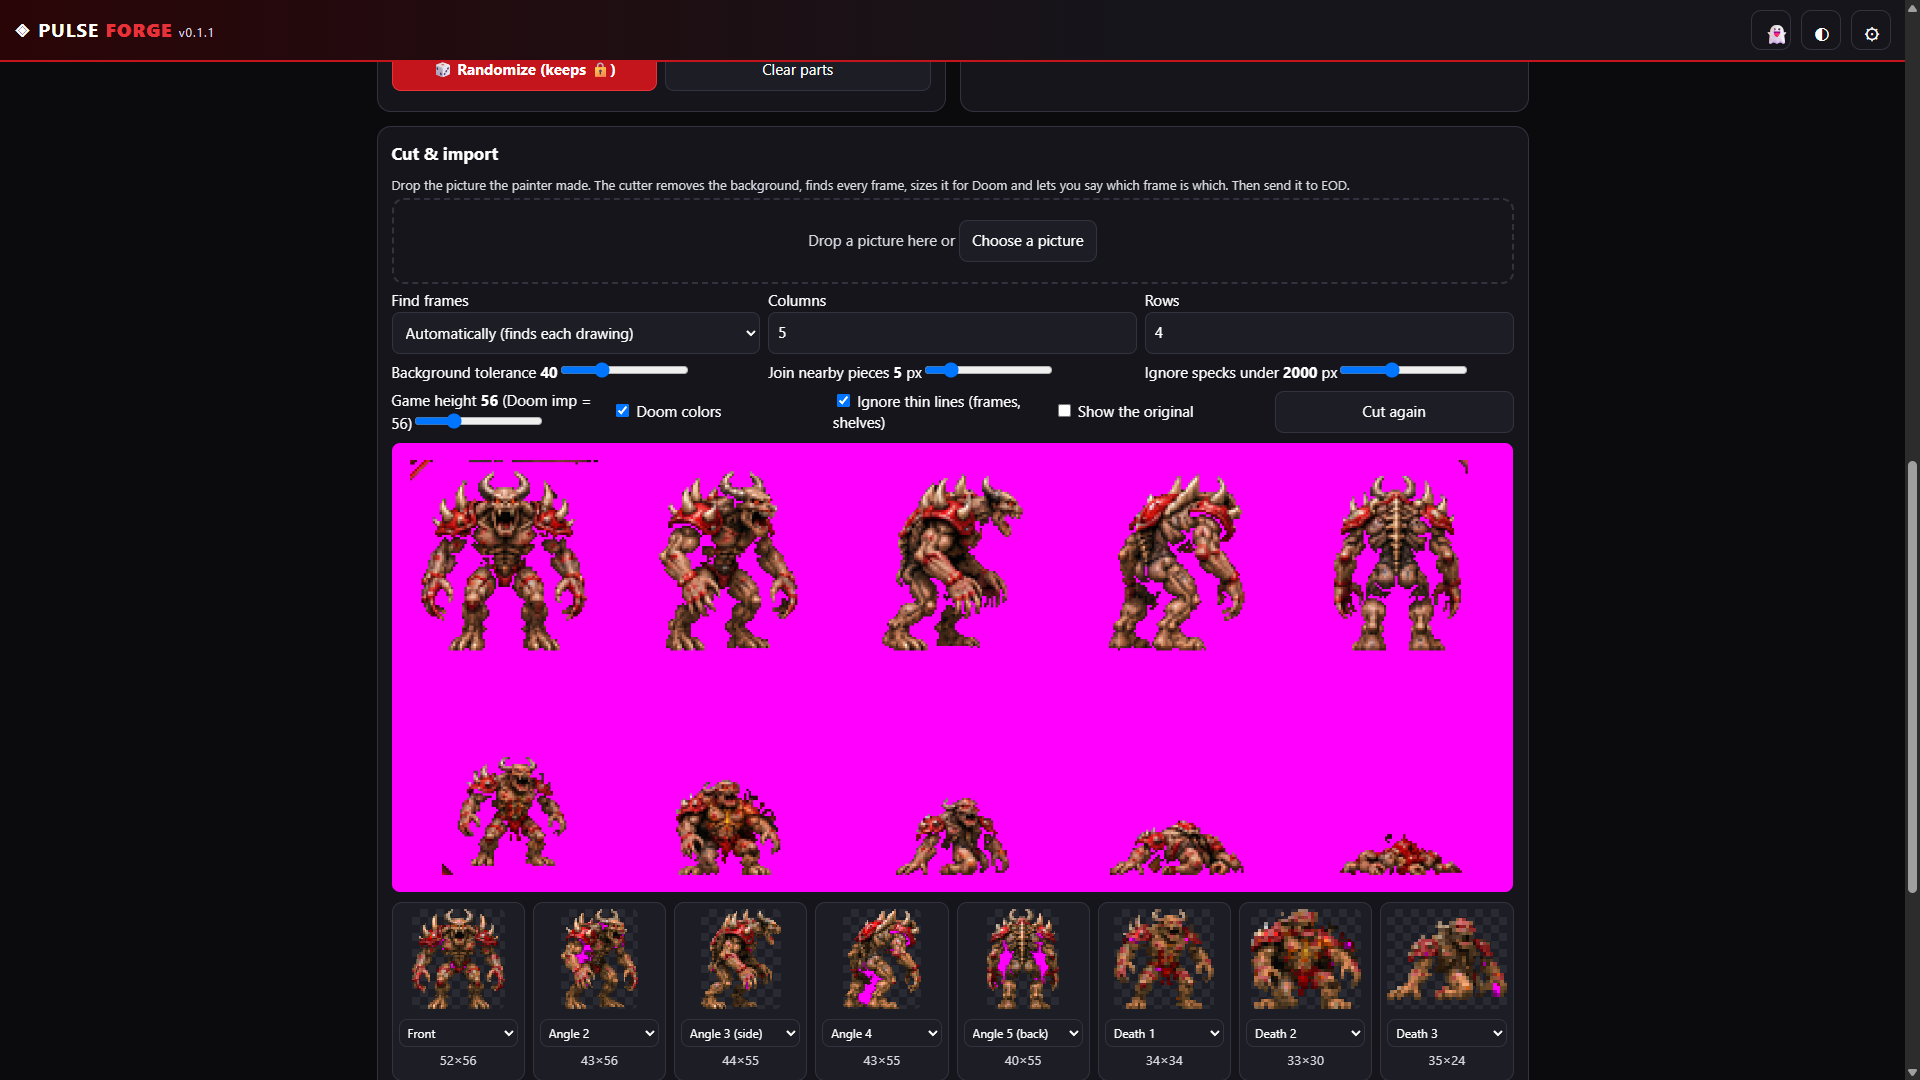 ◈ PULSE FORGE v0.1.1
🎲 Randomize (keeps 🔒)
Clear parts
Cut & import
Drop the picture the painter made. The cutter removes the background, finds every frame, sizes it for Doom and lets you say which frame is which. Then send it to EOD.
Drop a picture here or Choose a picture
Find frames
Columns
Rows
Automatically (finds each drawing)
5
4
Background tolerance 40
Join nearby pieces 5 px
Ignore specks under 2000 px
Game height 56 (Doom imp =
56)
Doom colors
Ignore thin lines (frames,
shelves)
Show the original
Cut again
Front
Angle 2
Angle 3 (side)
Angle 4
Angle 5 (back)
Death 1
Death 2
Death 3
52×56
43×56
44×55
43×55
40×55
34×34
33×30
35×24